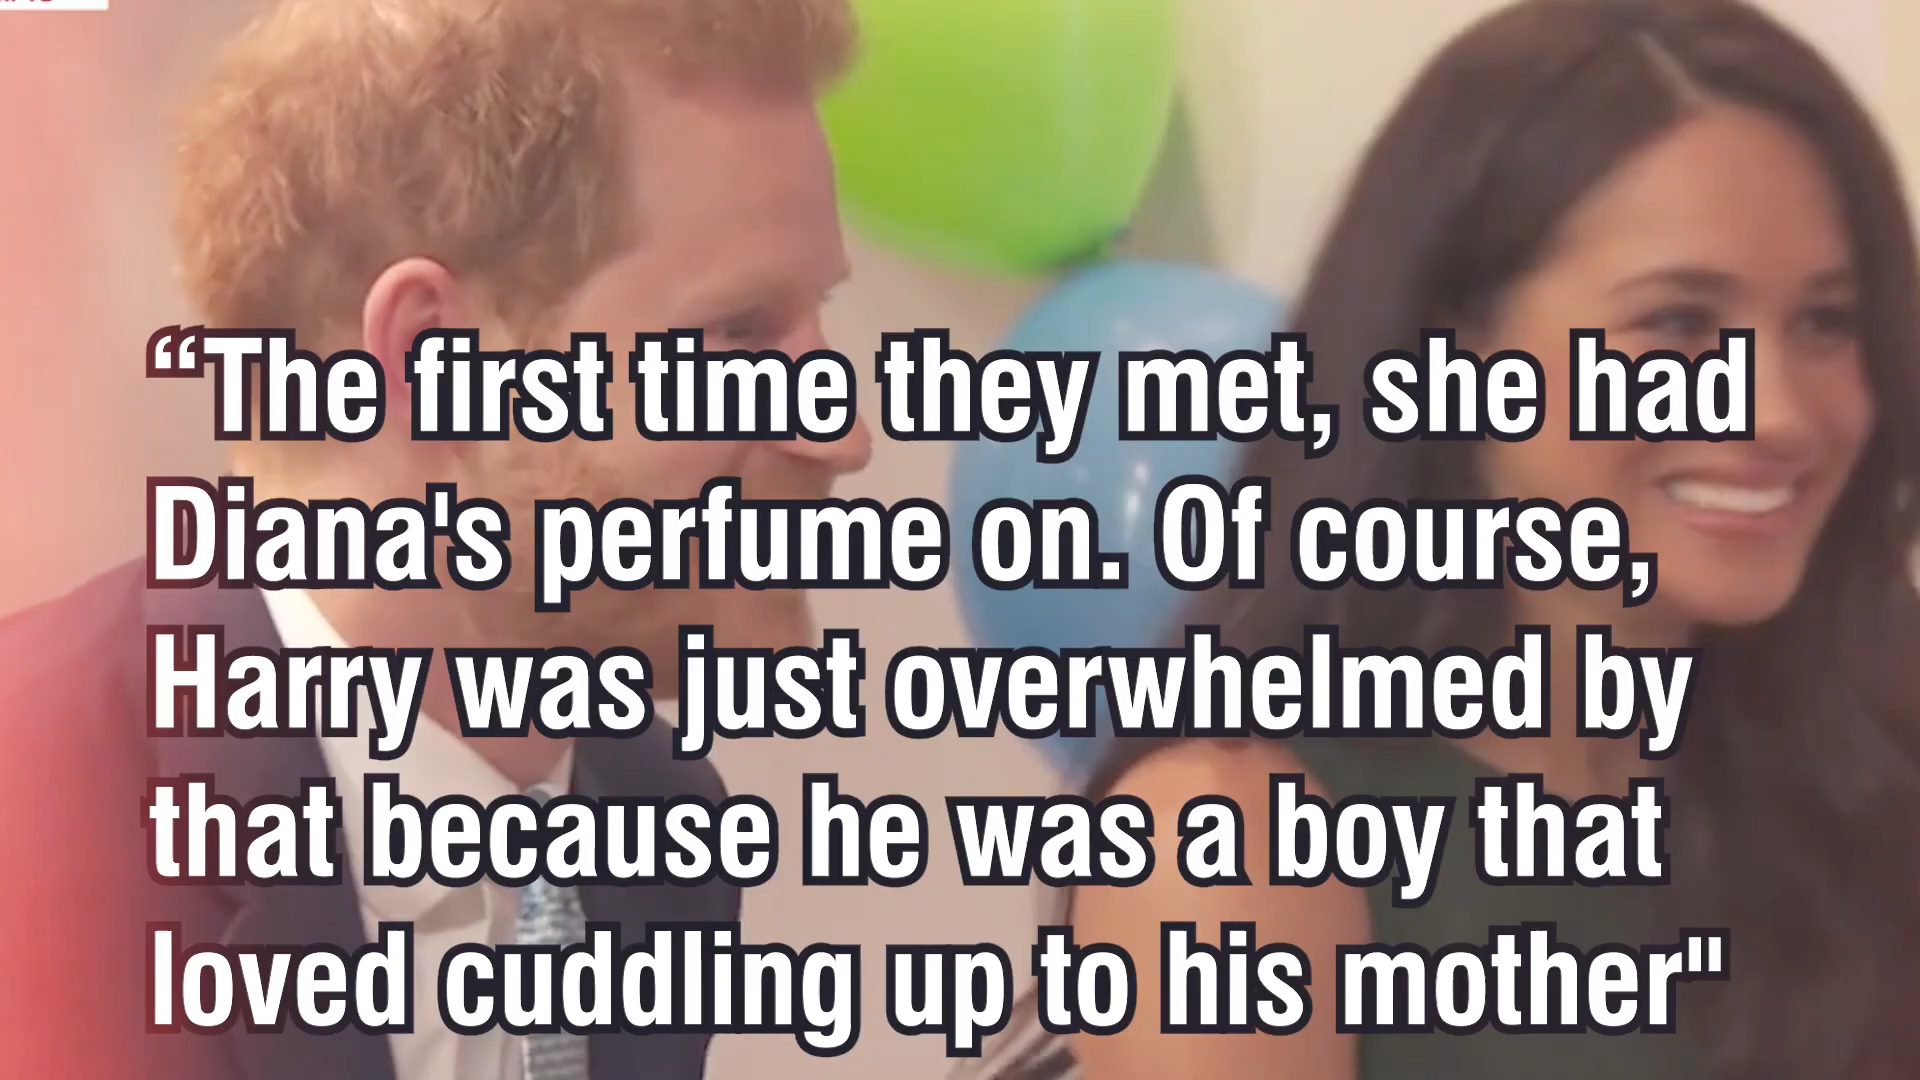 “The first time they met, she had
Diana's perfume on. Of course,
Harry was just overwhelmed by
that because he was a boy that
loved cuddling up to his mother"